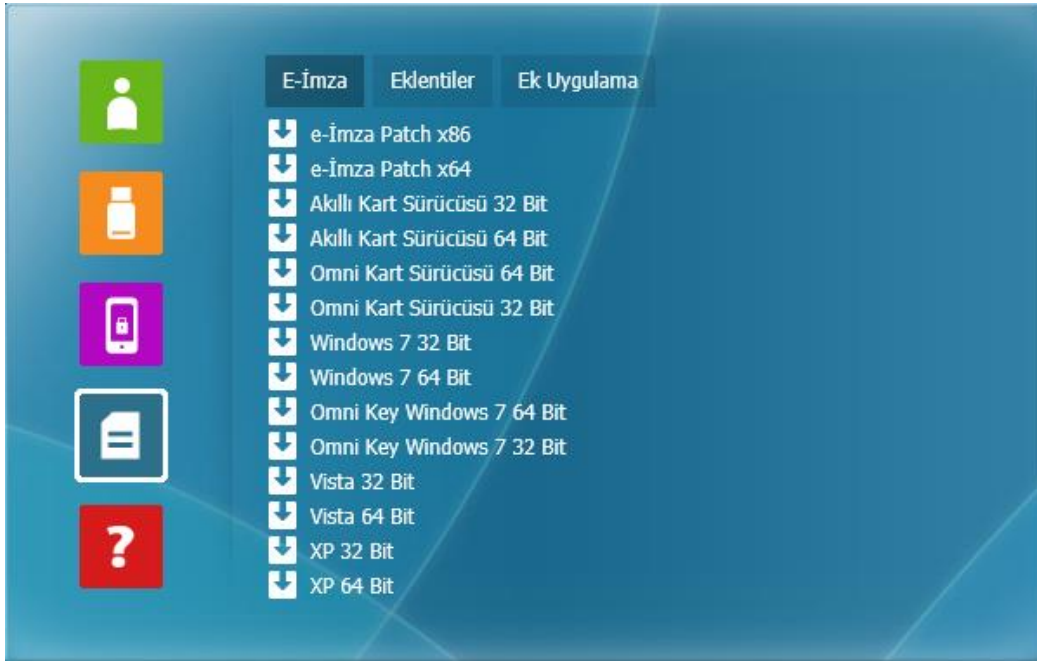 E-İmza Eklentiler Ek Uygulama
e-İmza Patch x86
e-İmza Patch x64
Akıllı Kart Sürücüsü 32 Bit
Akıllı Kart Sürücüsü 64 Bit
Omni Kart Sürücüsü 64 Bit
Omni Kart Sürücüsü 32 Bit
Windows 7 32 Bit
Windows 7 64 Bit
Omni Key Windows 7 64 Bit
Omni Key Windows 7 32 Bit
Vista 32 Bit
Vista 64 Bit
XP 32 Bit
XP 64 Bit
?